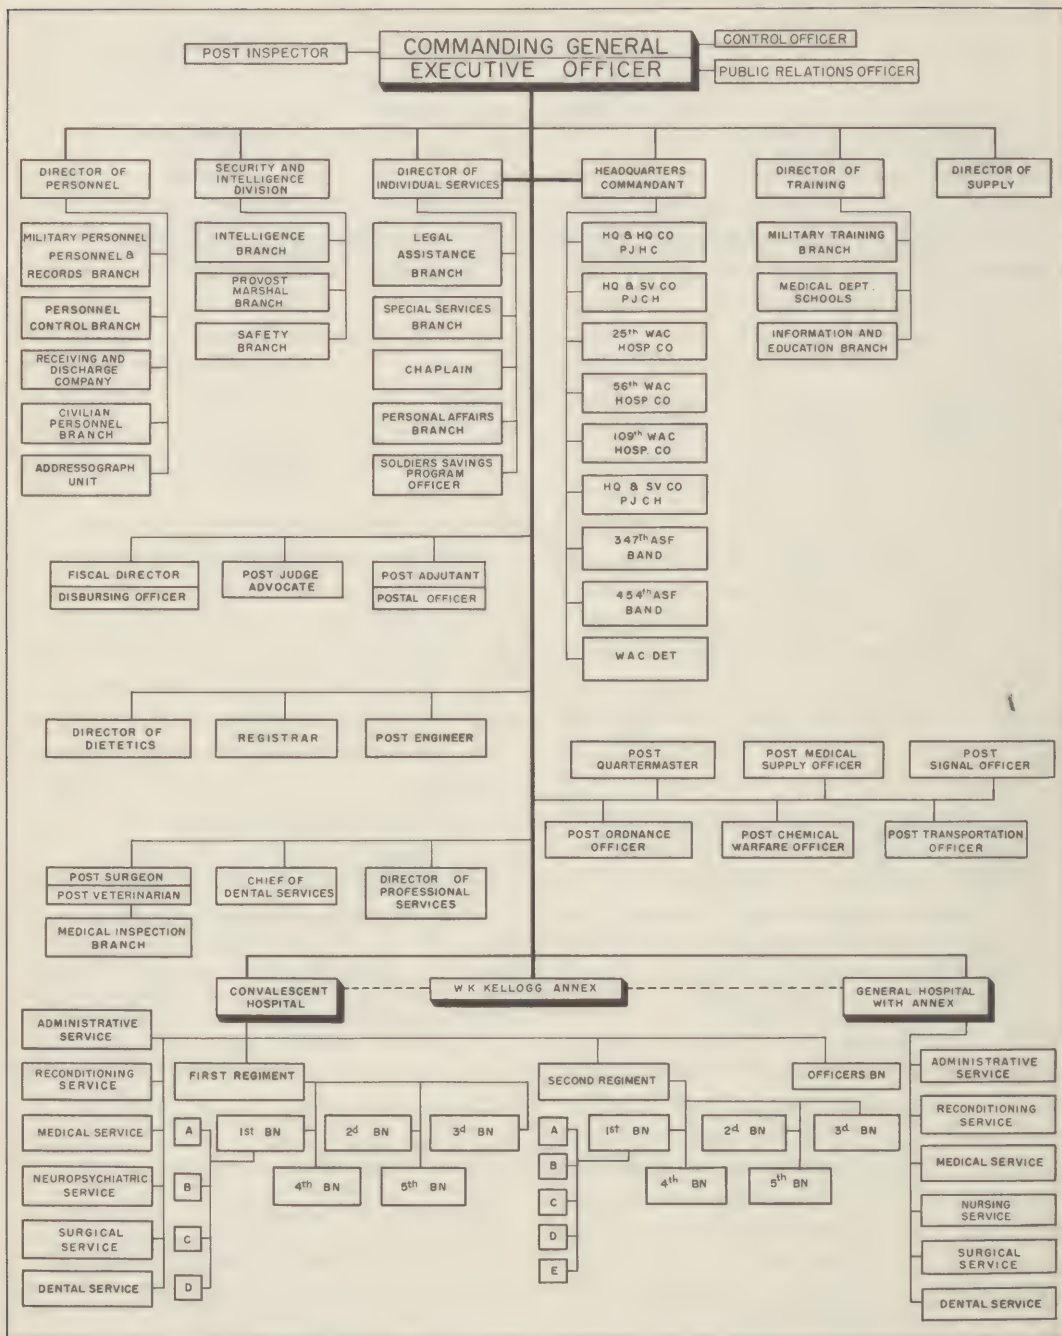 POST INSPECTOR
COMMANDING GENERAL
EXECUTIVE OFFICER
CONTROL OFFICER
PUBLIC RELATIONS OFFICER
DIRECTOR OF
PERSONNEL
SECURITY AND
INTELLIGENCE
DIVISION
DIRECTOR OF
INDIVIDUAL SERVICES
HEADQUARTERS
COMMANDANT
DIRECTOR OF
TRAINING
DIRECTOR OF
SUPPLY
MILITARY PERSONNEL
PERSONNEL &
RECORDS BRANCH
PERSONNEL
CONTROL BRANCH
RECEIVING AND
DISCHARGE
COMPANY
CIVILIAN
PERSONNEL
BRANCH
ADDRESSOGRAPH
UNIT
INTELLIGENCE
BRANCH
PROVOST
MARSHAL
BRANCH
SAFETY
BRANCH
LEGAL
ASSISTANCE
BRANCH
SPECIAL SERVICES
BRANCH
CHAPLAIN
PERSONAL AFFAIRS
BRANCH
SOLDIERS SAVINGS
PROGRAM
OFFICER
HQ & HQ CO
PJHC
HQ & SV CO
PJCH
25th WAC
HOSP CO
56th WAC
HOSP CO
109th WAC
HOSP. CO
HQ & SV CO
PJCH
347Th ASF
BAND
454th ASF
BAND
WAC DET
MILITARY TRAINING
BRANCH
MEDICAL DEPT.
SCHOOLS
INFORMATION AND
EDUCATION BRANCH
FISCAL DIRECTOR
DISBURSING OFFICER
POST JUDGE
ADVOCATE
POST ADJUTANT
POSTAL OFFICER
DIRECTOR OF
DIETETICS
REGISTRAR
POST ENGINEER
POST
QUARTERMASTER
POST MEDICAL
SUPPLY OFFICER
POST
SIGNAL OFFICER
POST ORDNANCE
OFFICER
POST CHEMICAL
WARFARE OFFICER
POST TRANSPORTATION
OFFICER
POST SURGEON
POST VETERINARIAN
MEDICAL INSPECTION
BRANCH
CHIEF OF
DENTAL SERVICES
DIRECTOR OF
PROFESSIONAL
SERVICES
CONVALESCENT
HOSPITAL
W K KELLOGG ANNEX
GENERAL HOSPITAL
WITH ANNEX
ADMINISTRATIVE
SERVICE
RECONDITIONING
SERVICE
MEDICAL SERVICE
NEUROPSYCHIATRIC
SERVICE
SURGICAL
SERVICE
DENTAL SERVICE
FIRST REGIMENT
A
B
C
D
1st BN
2d BN
3d BN
4th BN
5th BN
SECOND REGIMENT
OFFICERS BN
A
B
C
D
E
1st BN
2d BN
3d BN
4th BN
5th BN
ADMINISTRATIVE
SERVICE
RECONDITIONING
SERVICE
MEDICAL SERVICE
NURSING
SERVICE
SURGICAL
SERVICE
DENTAL SERVICE